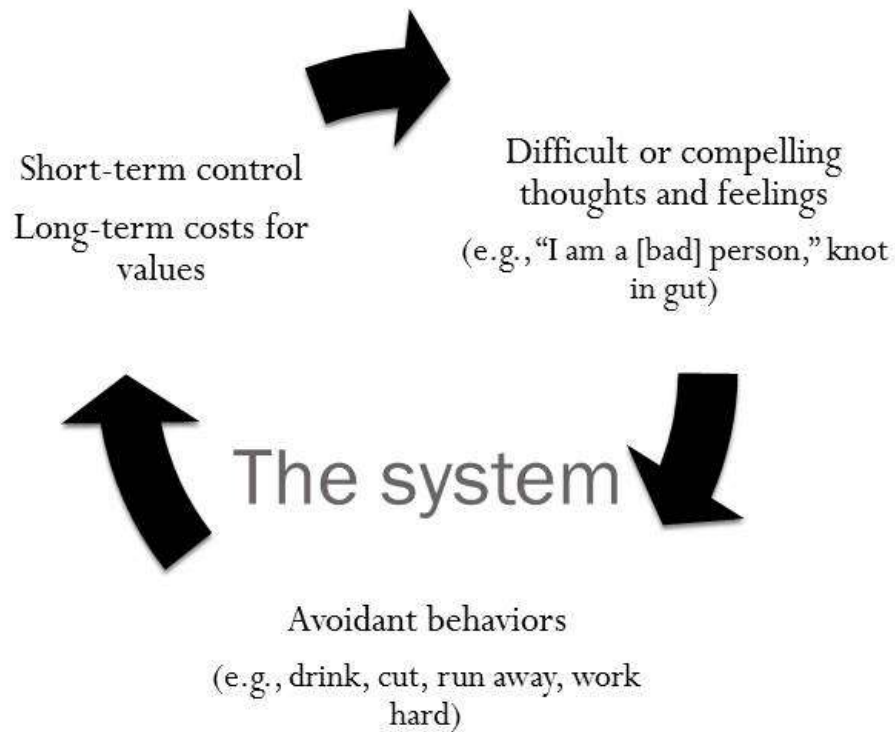 Short-term control
Long-term costs for
values
Difficult or compelling
thoughts and feelings
(e.g., “I am a [bad] person,” knot
in gut)
The system
Avoidant behaviors
(e.g., drink, cut, run away, work
hard)